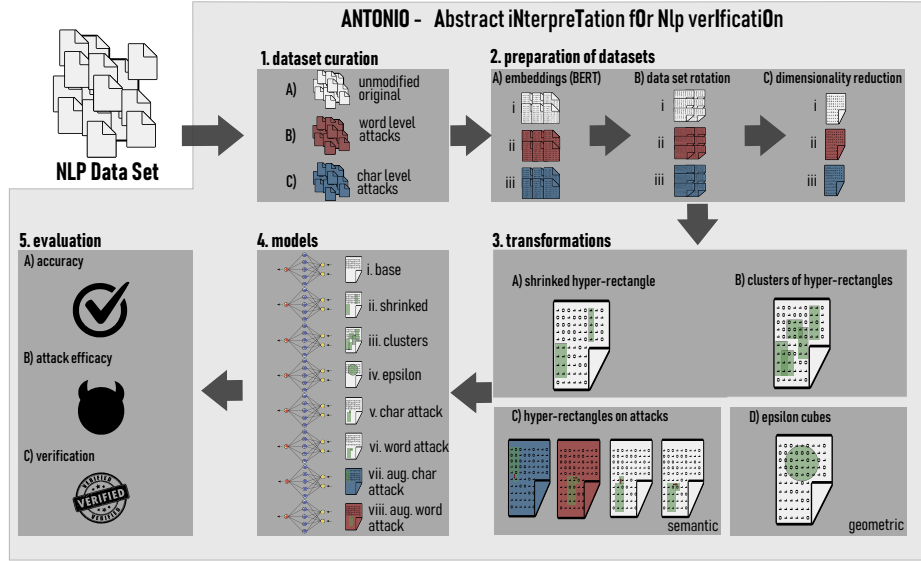 ANTONIO - Abstract iNterpreTation fOr Nlp verIficatiOn
NLP Data Set
1. dataset curation
A)
unmodified
original
B)
word level
attacks
C)
char level
attacks
2. preparation of datasets
A) embeddings (BERT)
i
ii
iii
B) data set rotation
i
ii
iii
C) dimensionality reduction
i
ii
iii
3. transformations
A) shrinked hyper-rectangle
B) clusters of hyper-rectangles
C) hyper-rectangles on attacks
semantic
D) epsilon cubes
geometric
4. models
i. base
ii. shrinked
iii. clusters
iv. epsilon
v. char attack
vi. word attack
vii. aug. char
attack
viii. aug. word
attack
5. evaluation
A) accuracy
B) attack efficacy
C) verification
VERIFIED
VERIFIED
VERIFIED